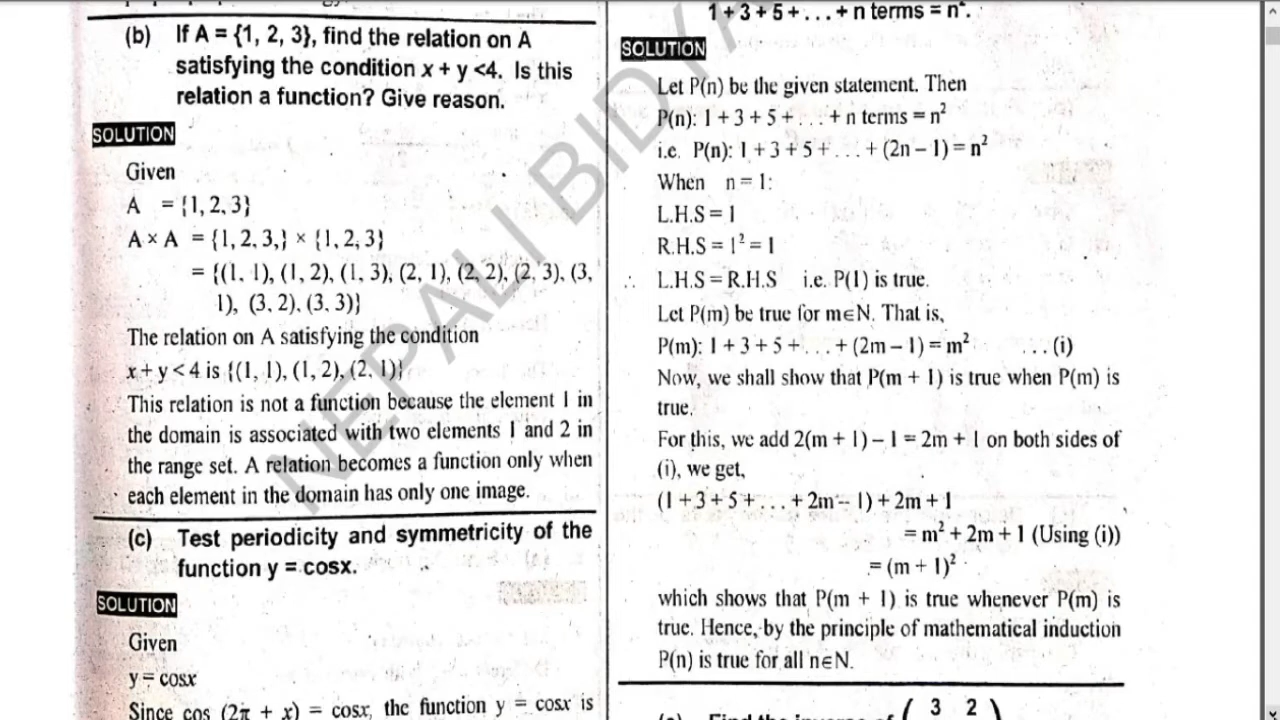 (b) If A = {1, 2, 3}, find the relation on A
satisfying the condition x + y <4. Is this
relation a function? Give reason.
SOLUTION
Given
A = {1, 2, 3}
A × A = {1, 2, 3,} × {1, 2, 3}
= {(1, 1), (1, 2), (1, 3), (2, 1), (2, 2), (2, 3), (3,
1), (3, 2), (3, 3)}
The relation on A satisfying the condition
x + y < 4 is {(1, 1), (1, 2), (2, 1)}
This relation is not a function because the element 1 in
the domain is associated with two elements 1 and 2 in
the range set. A relation becomes a function only when
each element in the domain has only one image.
(c) Test periodicity and symmetricity of the
function y = cosx.
SOLUTION
Given
y = cosx
Since cos (2π + x) = cosx, the function y = cosx is
1 + 3 + 5 + . . . + n terms = n².
SOLUTION
Let P(n) be the given statement. Then
P(n): 1 + 3 + 5 + . . . + n terms = n²
i.e. P(n): 1 + 3 + 5 + . . . + (2n – 1) = n²
When n = 1:
L.H.S = 1
R.H.S = 1² = 1
∴ L.H.S = R.H.S i.e. P(1) is true.
Let P(m) be true for m∈N. That is,
P(m): 1 + 3 + 5 + . . . + (2m – 1) = m² . . . (i)
Now, we shall show that P(m + 1) is true when P(m) is
true.
For this, we add 2(m + 1) – 1 = 2m + 1 on both sides of
(i), we get,
(1 + 3 + 5 + . . . + 2m – 1) + 2m + 1
= m² + 2m + 1 (Using (i))
= (m + 1)²
which shows that P(m + 1) is true whenever P(m) is
true. Hence, by the principle of mathematical induction
P(n) is true for all n∈N.
3 2
NEPALI BIDYA